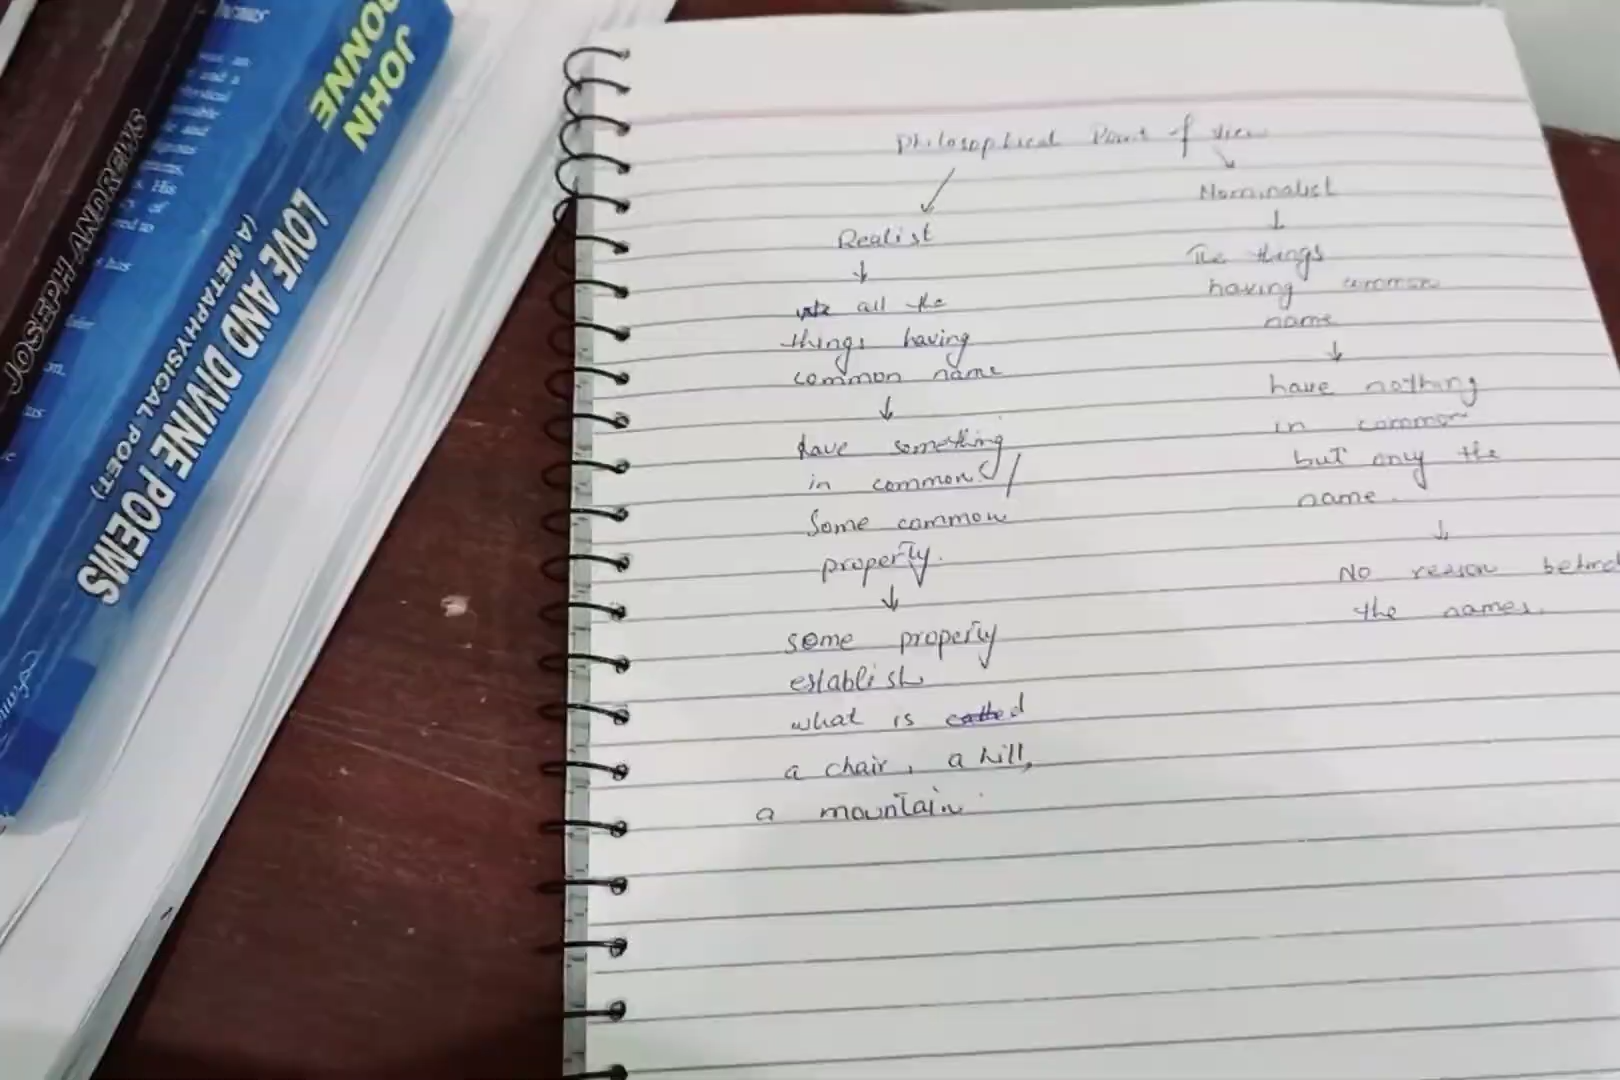 JOSEPH ANDREWS
JOHN
DONNE
LOVE AND DIVINE POEMS
(A METAPHYSICAL POET)
Philosophical Point of view
Realist
all the
things having
common name
have something
in common /
Some common
property.
some property
establish
what is called
a chair, a hill,
a mountain.
Nominalist
The things
having common
name
have nothing
in common
but only the
name.
No reason behind
the names.